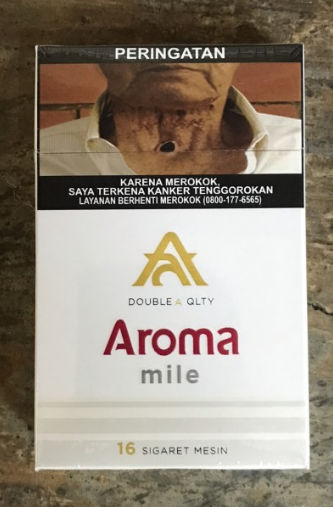 PERINGATAN
KARENA MEROKOK,
SAYA TERKENA KANKER TENGGOROKAN
LAYANAN BERHENTI MEROKOK (0800-177-6565)
DOUBLE A QLTY
Aroma
mile
16 SIGARET MESIN